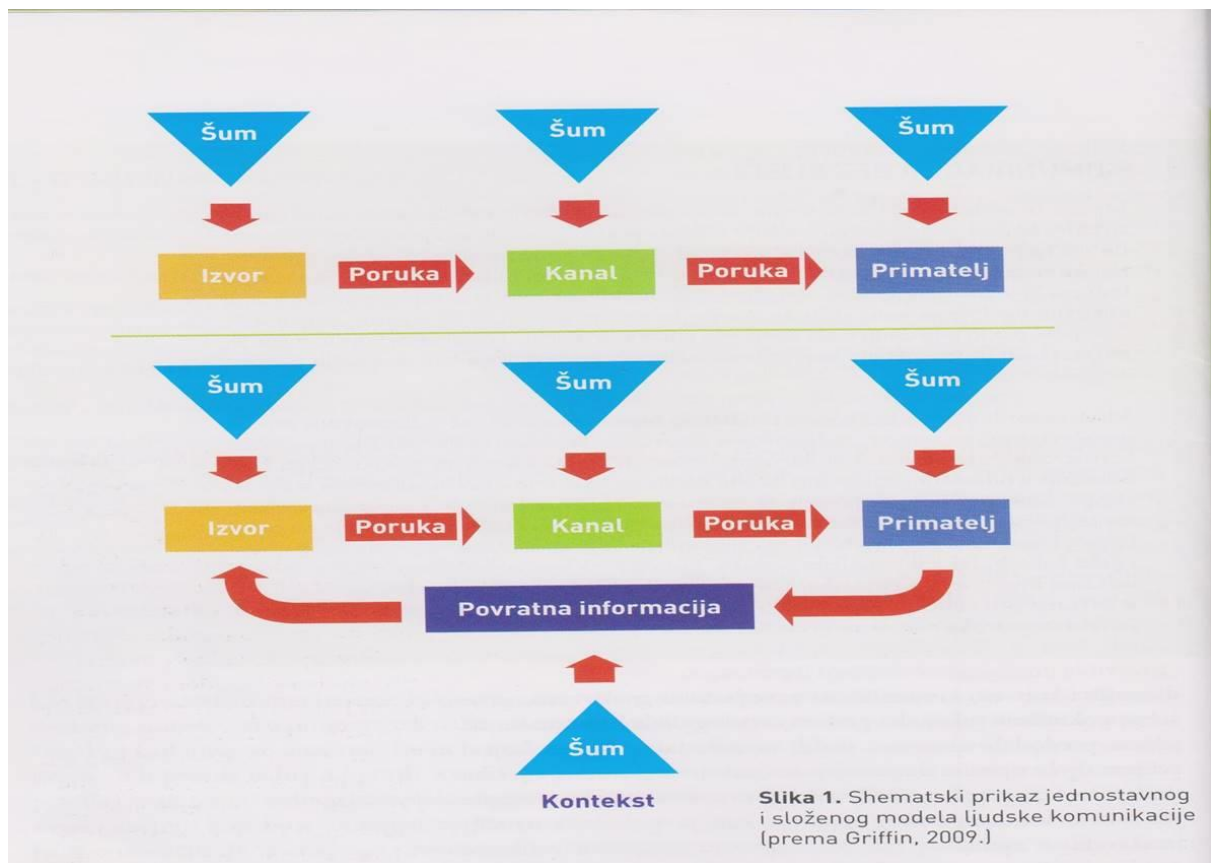 Šum Šum Šum
Izvor Poruka Kanal Poruka Primatelj
Šum Šum Šum
Izvor Poruka Kanal Poruka Primatelj
Povratna informacija
Šum
Kontekst
Slika 1. Shematski prikaz jednostavnog
i složenog modela ljudske komunikacije
(prema Griffin, 2009.)